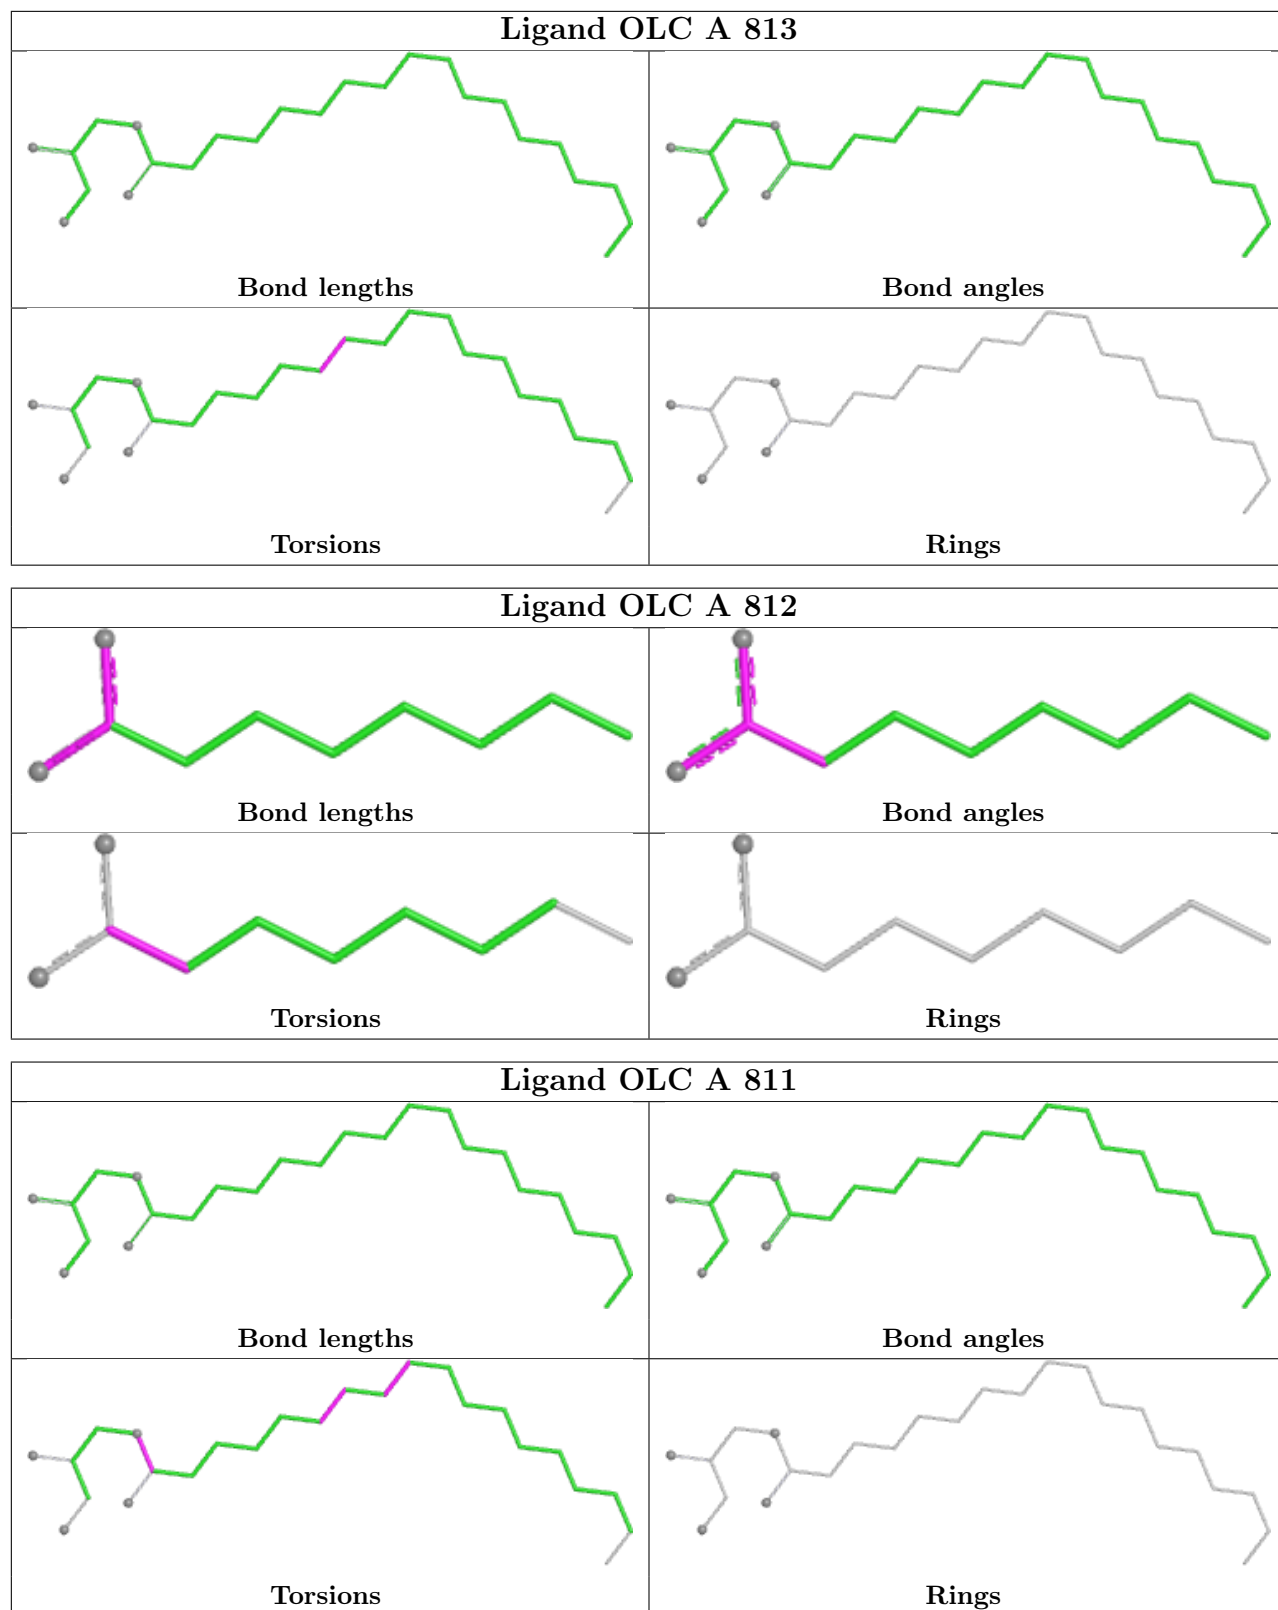 Ligand OLC A 813
Bond lengths
Bond angles
Torsions
Rings
Ligand OLC A 812
Bond lengths
Bond angles
Torsions
Rings
Ligand OLC A 811
Bond lengths
Bond angles
Torsions
Rings